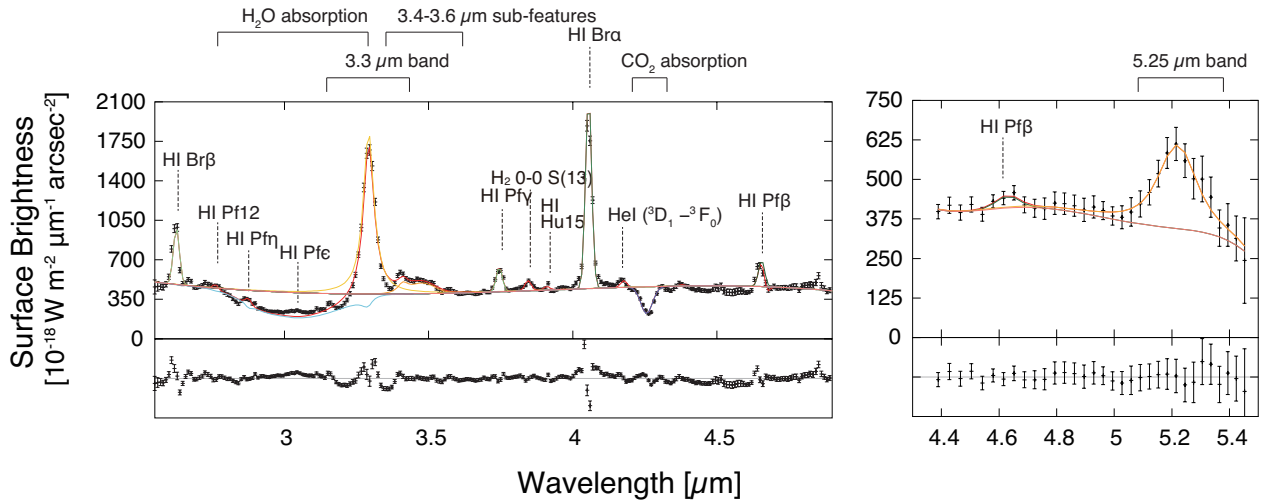 H₂O absorption
3.4-3.6 µm sub-features
HI Brα
3.3 µm band
CO₂ absorption
5.25 µm band
Surface Brightness
[10⁻¹⁸ W m⁻² µm⁻¹ arcsec⁻²]
2100
1750
1400
1050
700
350
0
HI Brβ
HI Pf12
HI Pfη
HI Pfϵ
H₂ 0-0 S(13)
HI Pfγ
HI
Hu15
HeI (³D₁ –³F₀)
HI Pfβ
3
3.5
4
4.5
750
625
500
375
250
125
0
HI Pfβ
4.4
4.6
4.8
5
5.2
5.4
Wavelength [µm]